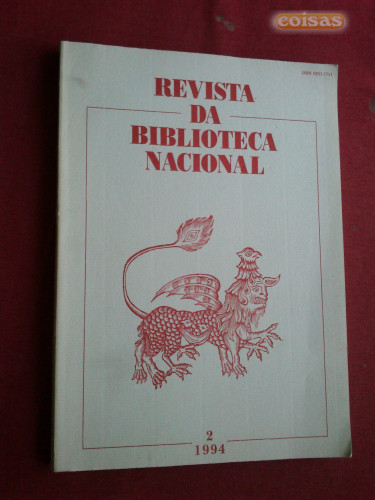 coisas
REVISTA
DA
BIBLIOTECA
NACIONAL
2
1994